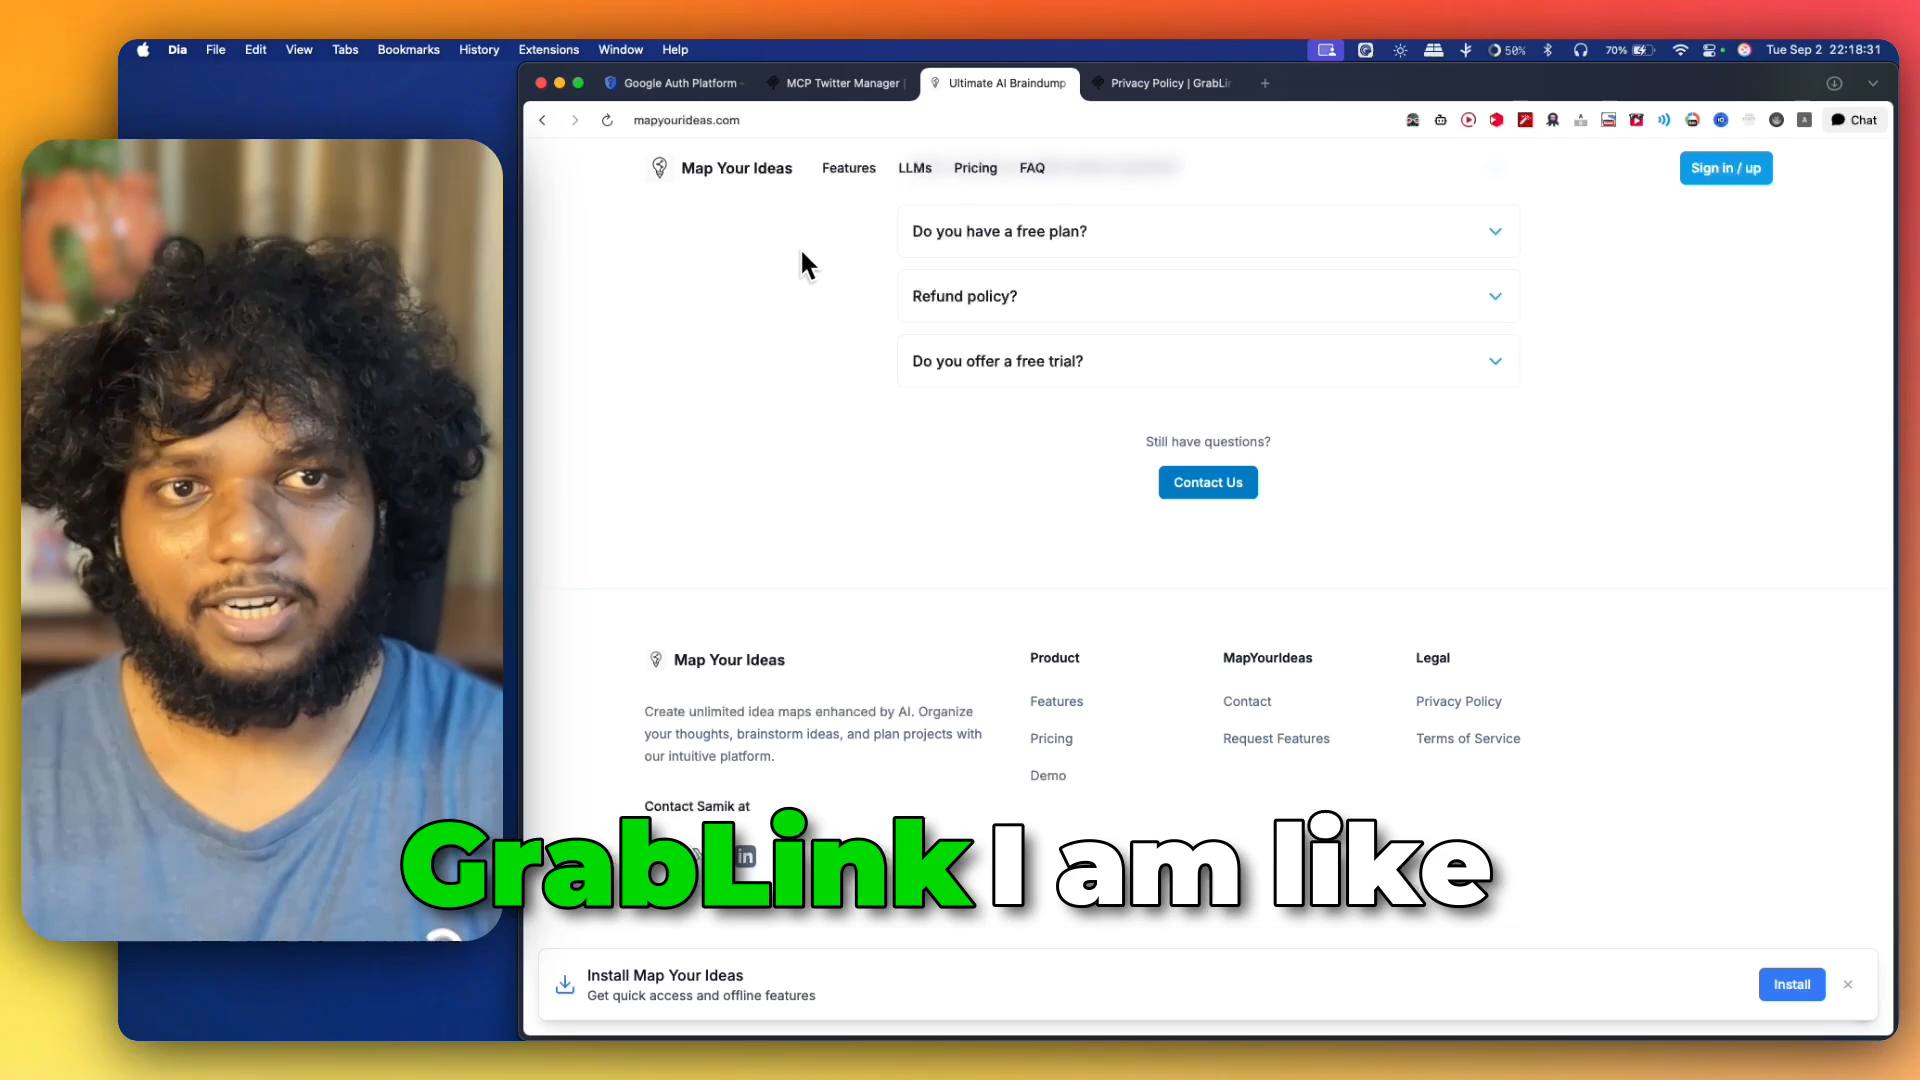 Dia File Edit View Tabs Bookmarks History Extensions Window Help
50% 70% Tue Sep 2 22:18:31
Google Auth Platform - MCP Twitter Manager | Ultimate AI Braindump Privacy Policy | GrabLi
mapyourideas.com
Chat
Map Your Ideas Features LLMs Pricing FAQ Sign in / up
Do you have a free plan?
Refund policy?
Do you offer a free trial?
Still have questions?
Contact Us
Map Your Ideas
Create unlimited idea maps enhanced by AI. Organize
your thoughts, brainstorm ideas, and plan projects with
our intuitive platform.
Contact Samik at
in
Product
Features
Pricing
Demo
MapYourIdeas
Contact
Request Features
Legal
Privacy Policy
Terms of Service
GrabLink I am like
Install Map Your Ideas
Get quick access and offline features
Install